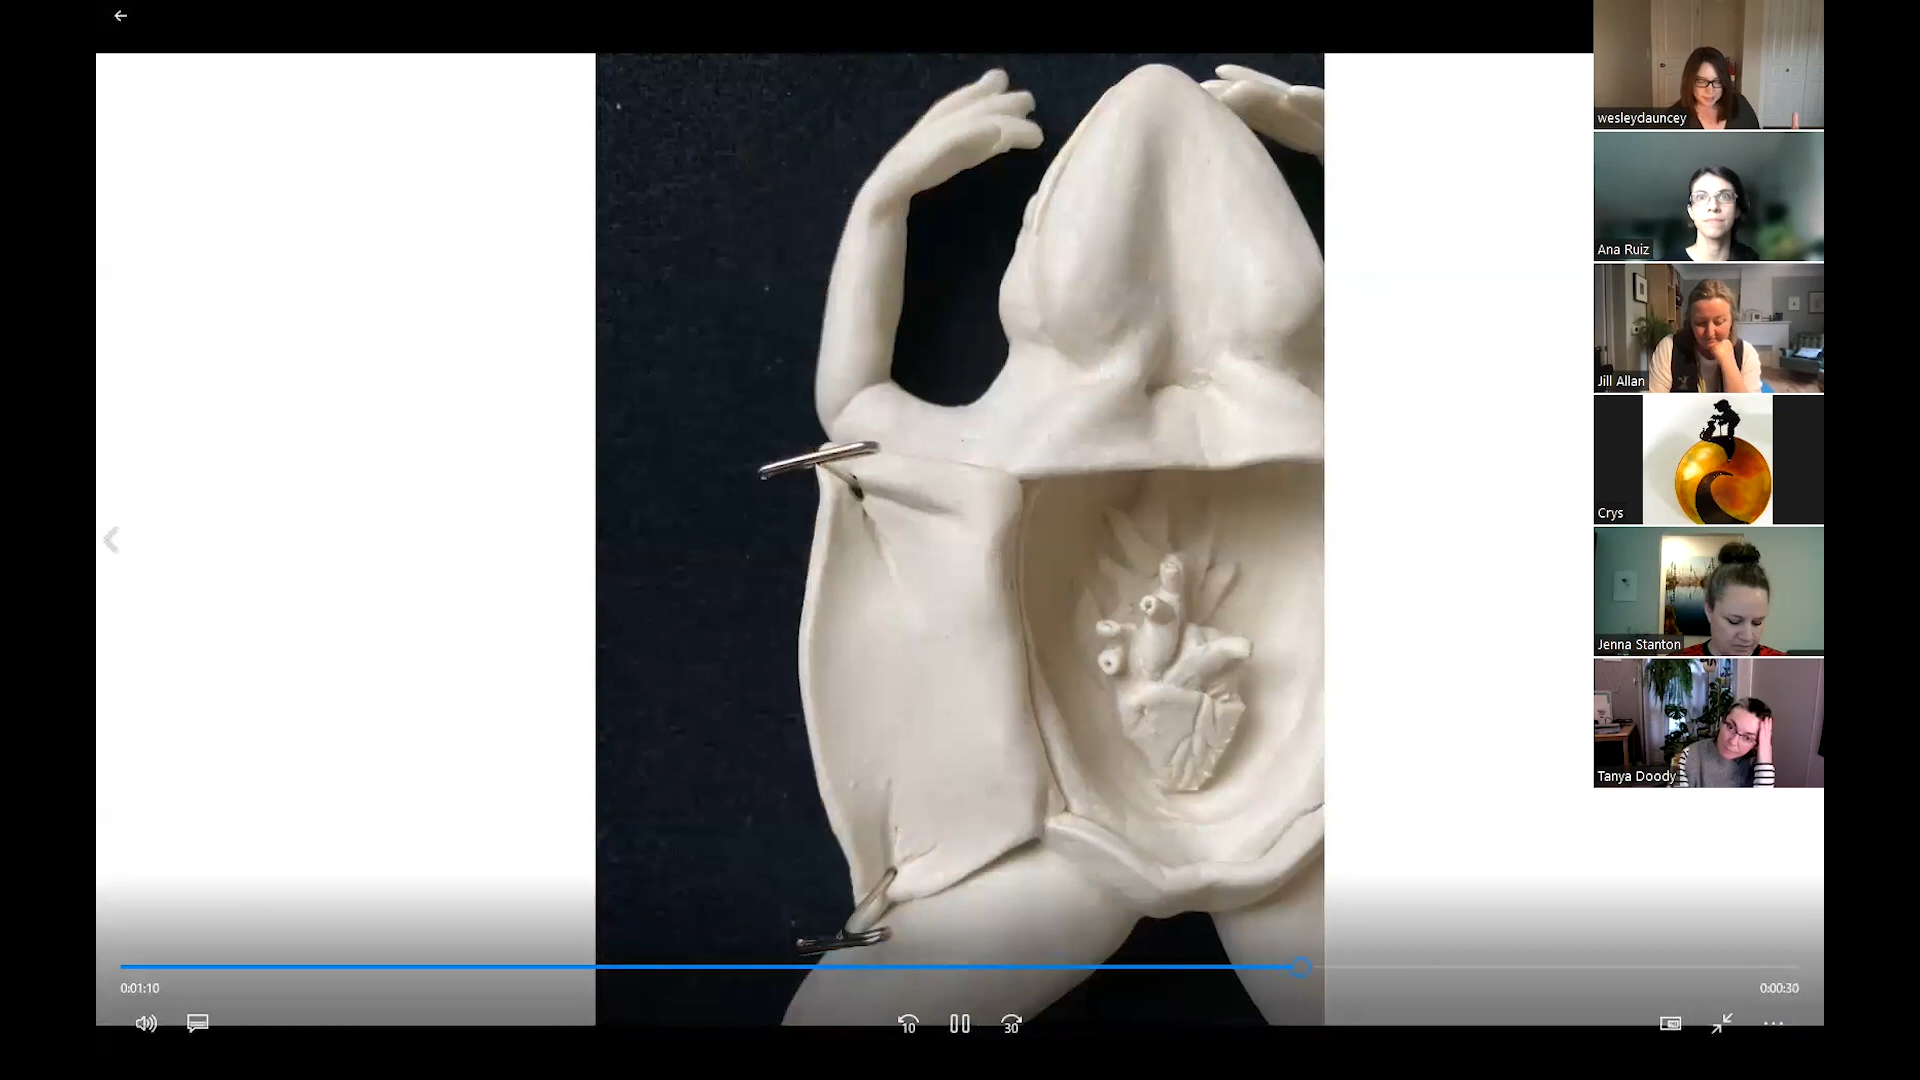 wesleydauncey
Ana Ruiz
Jill Allan
Crys
Jenna Stanton
Tanya Doody
0:01:10
0:00:30
10
30